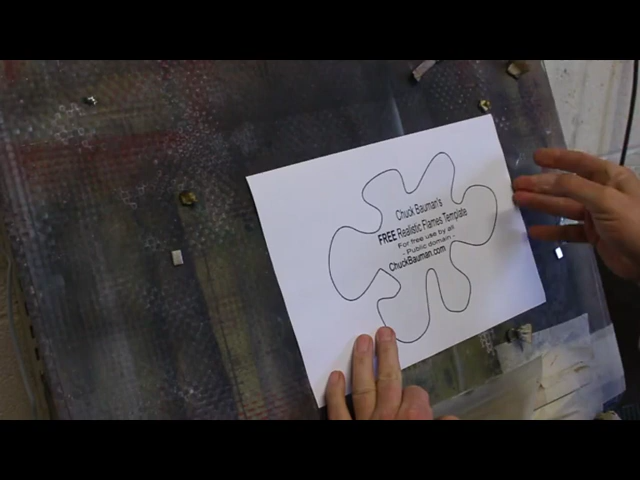 Chuck Bauman's
FREE Realistic Flames Template
For free use by all
- Public domain -
ChuckBauman.com